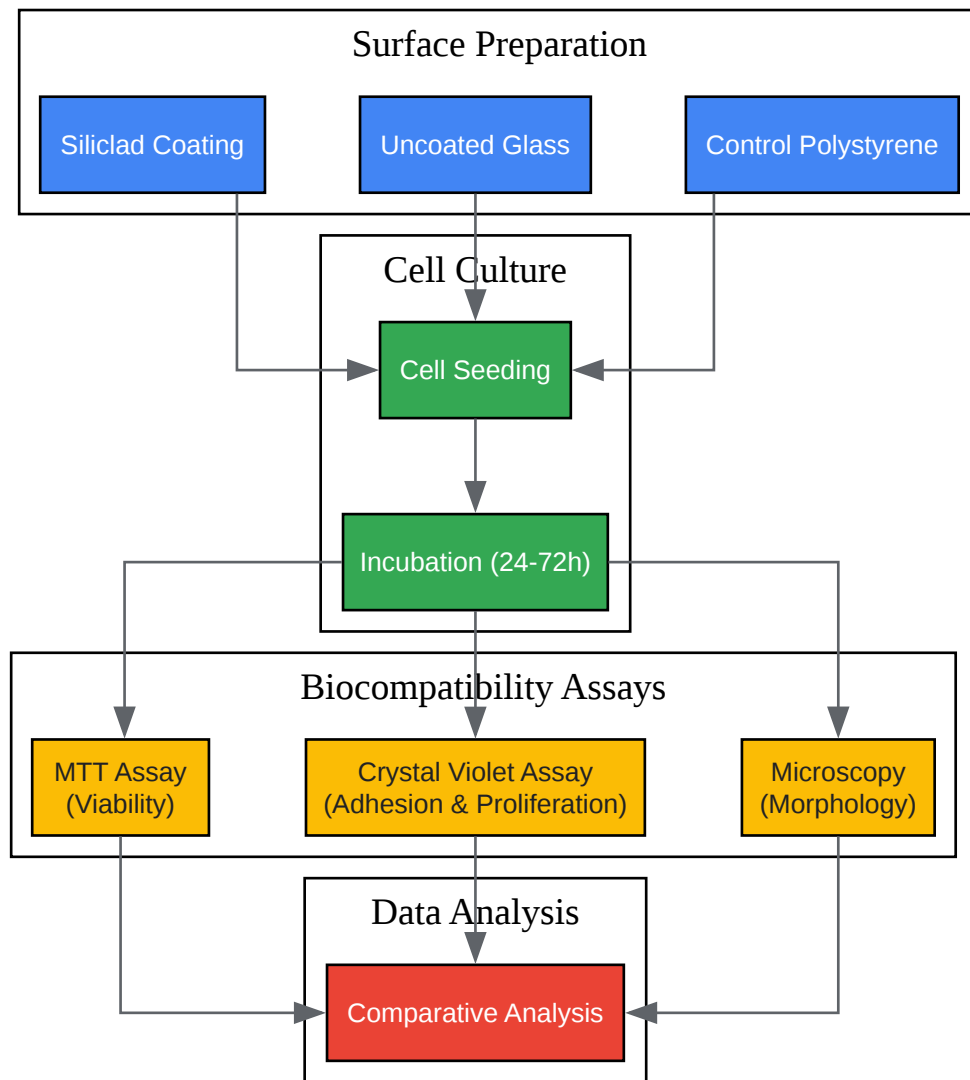 Surface Preparation
Siliclad Coating
Uncoated Glass
Control Polystyrene
Cell Culture
Cell Seeding
Incubation (24-72h)
Biocompatibility Assays
MTT Assay
(Viability)
Crystal Violet Assay
(Adhesion & Proliferation)
Microscopy
(Morphology)
Data Analysis
Comparative Analysis